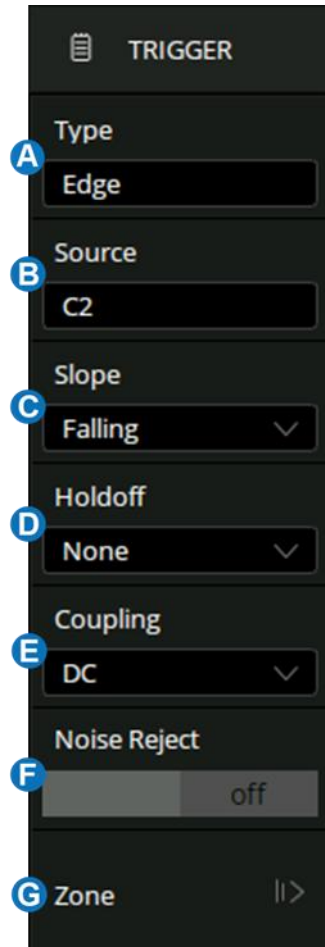 TRIGGER
Type
A
Edge
Source
B
C2
Slope
C
Falling
Holdoff
D
None
Coupling
E
DC
Noise Reject
F
off
G Zone